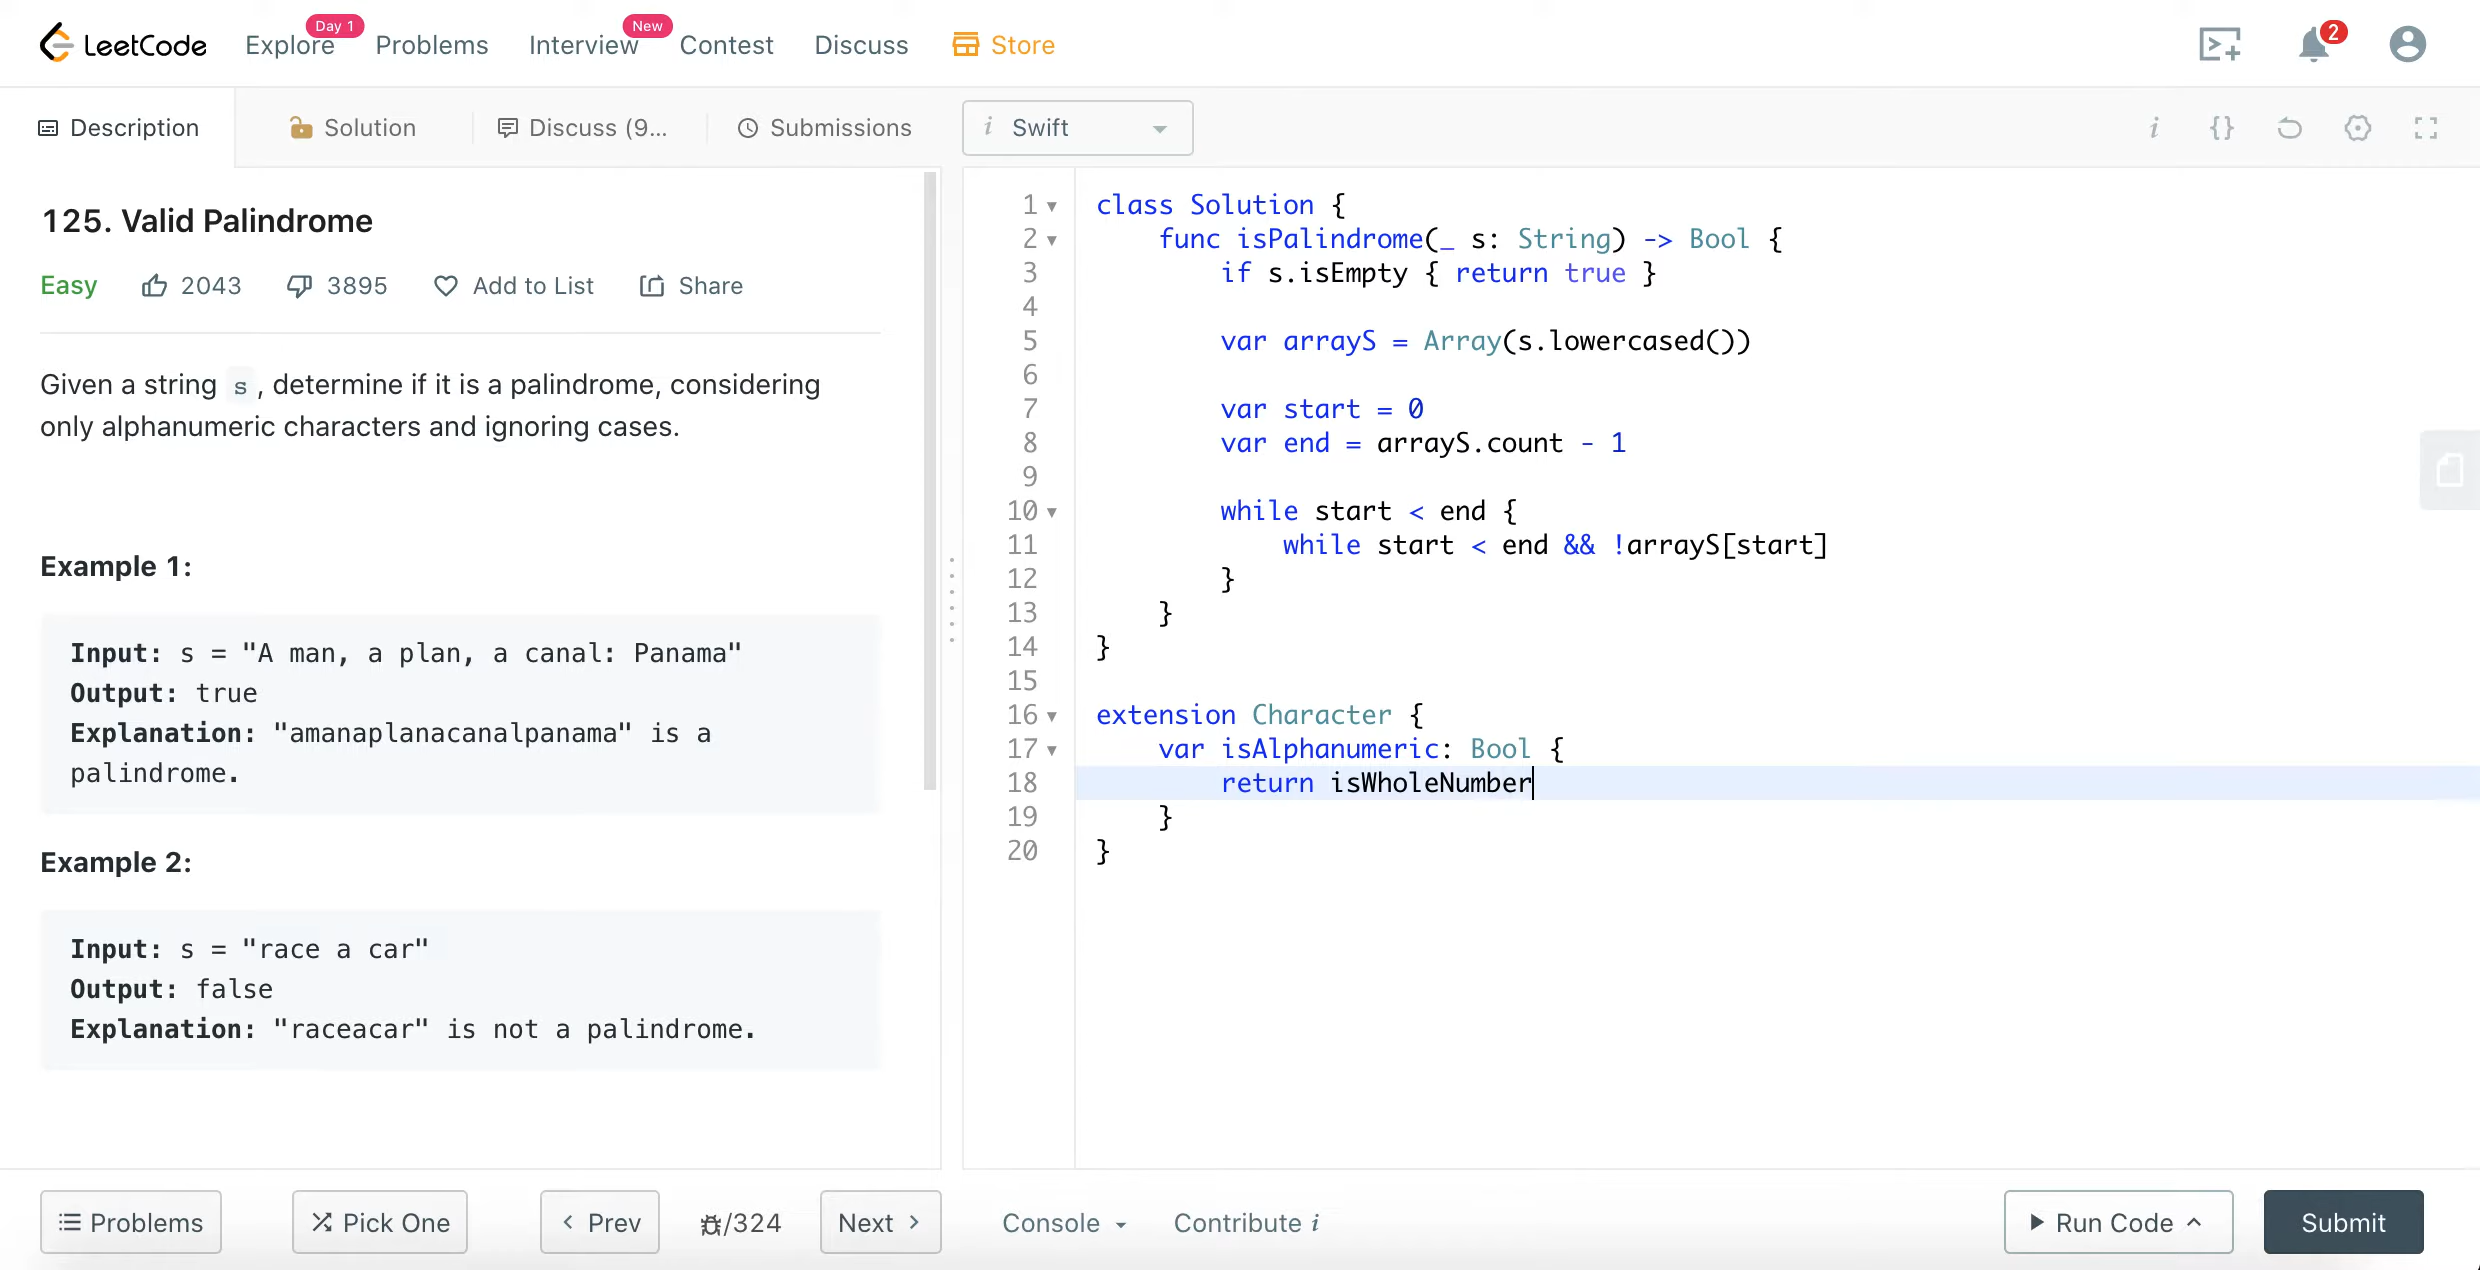 LeetCode
Explore
Day 1
Problems
Interview
New
Contest
Discuss
Store
2
Description
Solution
Discuss (9...
Submissions
i Swift
i {}
125. Valid Palindrome
Easy 2043 3895 Add to List Share
Given a string s, determine if it is a palindrome, considering
only alphanumeric characters and ignoring cases.
Example 1:
Input: s = "A man, a plan, a canal: Panama"
Output: true
Explanation: "amanaplanacanalpanama" is a
palindrome.
Example 2:
Input: s = "race a car"
Output: false
Explanation: "raceacar" is not a palindrome.
1 class Solution {
2 func isPalindrome(_ s: String) -> Bool {
3 if s.isEmpty { return true }
4
5 var arrayS = Array(s.lowercased())
6
7 var start = 0
8 var end = arrayS.count - 1
9
10 while start < end {
11 while start < end && !arrayS[start]
12 }
13 }
14 }
15
16 extension Character {
17 var isAlphanumeric: Bool {
18 return isWholeNumber
19 }
20 }
Problems
Pick One
Prev
/324
Next
Console
Contribute i
Run Code
Submit